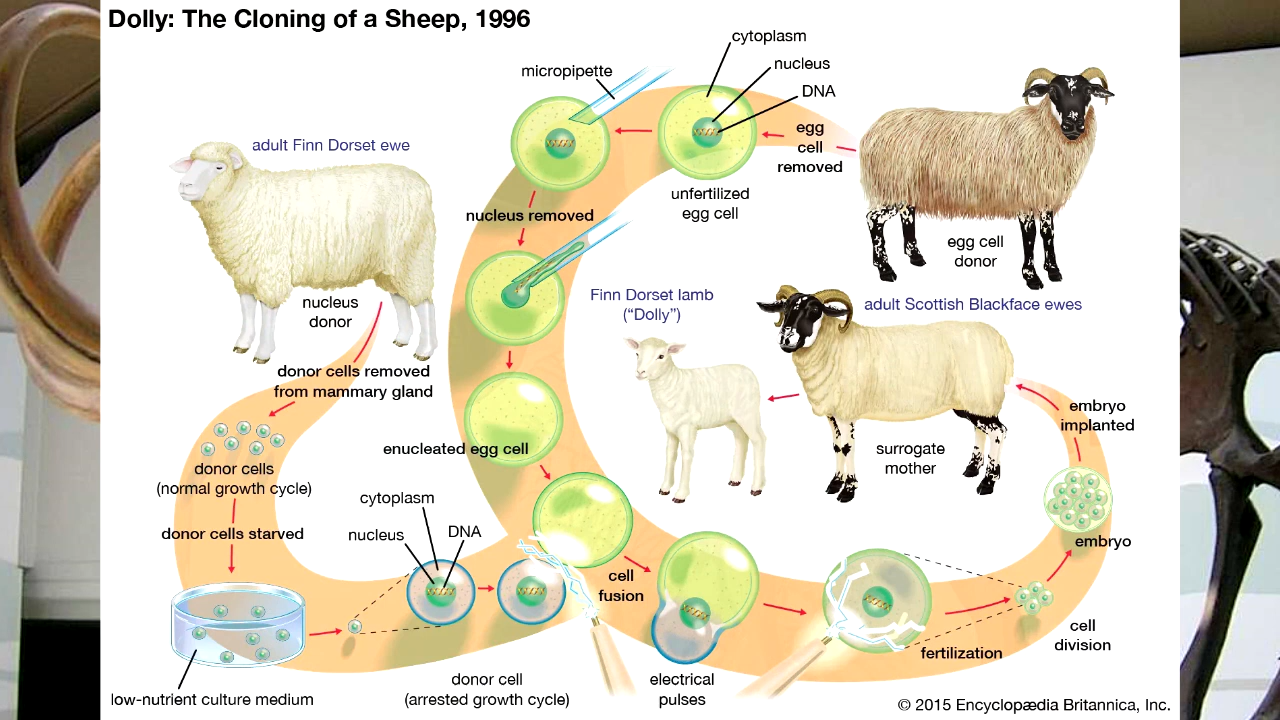 Dolly: The Cloning of a Sheep, 1996
cytoplasm
nucleus
DNA
micropipette
egg
cell
removed
adult Finn Dorset ewe
unfertilized
egg cell
nucleus removed
egg cell
donor
nucleus
donor
Finn Dorset lamb
(“Dolly”)
adult Scottish Blackface ewes
donor cells removed
from mammary gland
embryo
implanted
enucleated egg cell
surrogate
mother
donor cells
(normal growth cycle)
cytoplasm
nucleus
DNA
donor cells starved
embryo
cell
fusion
cell
division
fertilization
low-nutrient culture medium
donor cell
(arrested growth cycle)
electrical
pulses
© 2015 Encyclopædia Britannica, Inc.